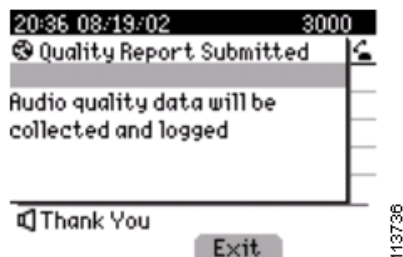 20:36 08/19/02 3000
Quality Report Submitted
Audio quality data will be
collected and logged
Thank You
Exit
113736